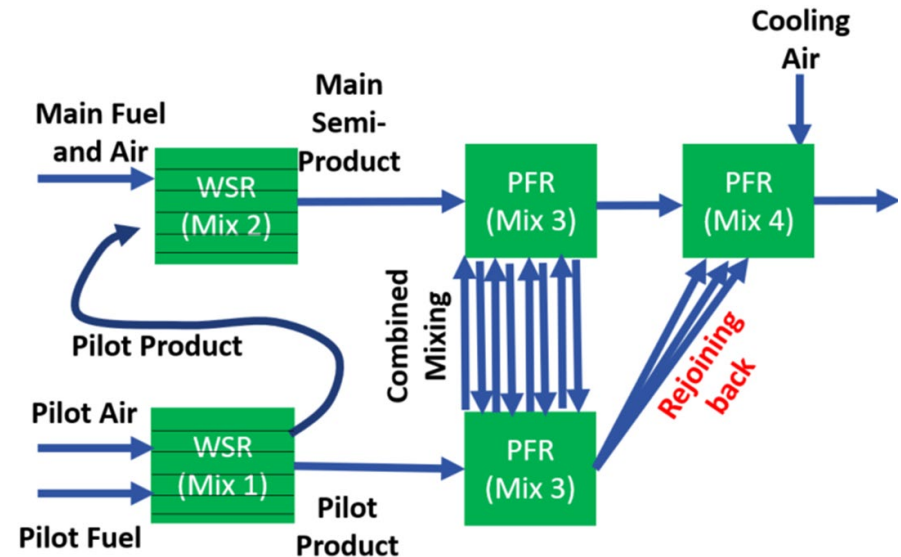 Cooling
Air
Main
Semi-
Product
Main Fuel
and Air
WSR
(Mix 2)
PFR
(Mix 3)
PFR
(Mix 4)
Combined
Mixing
Pilot Product
Rejoining
back
Pilot Air
WSR
(Mix 1)
PFR
(Mix 3)
Pilot Fuel
Pilot
Product